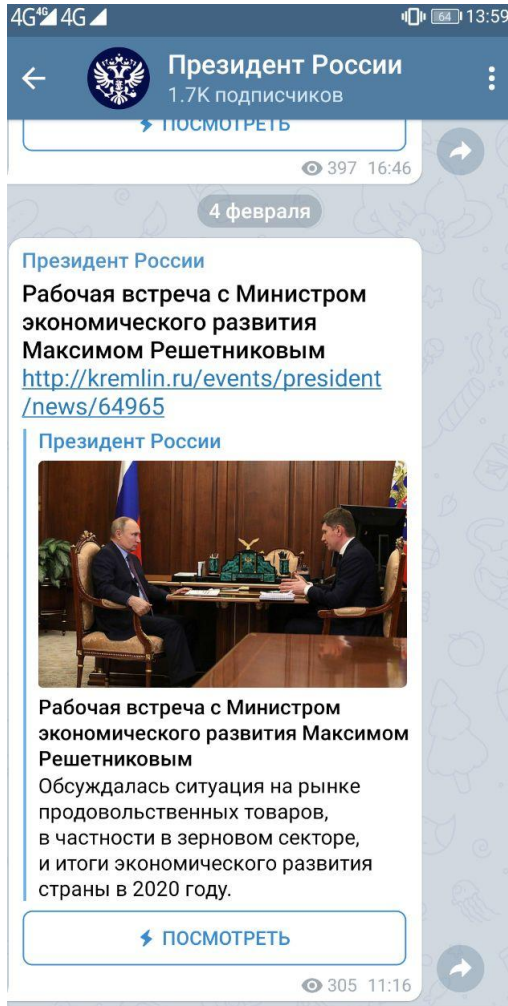 4G 4G 4G 64 13:59
Президент России
1.7K подписчиков
ПОСМОТРЕТЬ
397 16:46
4 февраля
Президент России
Рабочая встреча с Министром
экономического развития
Максимом Решетниковым
http://kremlin.ru/events/president
/news/64965
Президент России
Рабочая встреча с Министром
экономического развития Максимом
Решетниковым
Обсуждалась ситуация на рынке
продовольственных товаров,
в частности в зерновом секторе,
и итоги экономического развития
страны в 2020 году.
ПОСМОТРЕТЬ
305 11:16